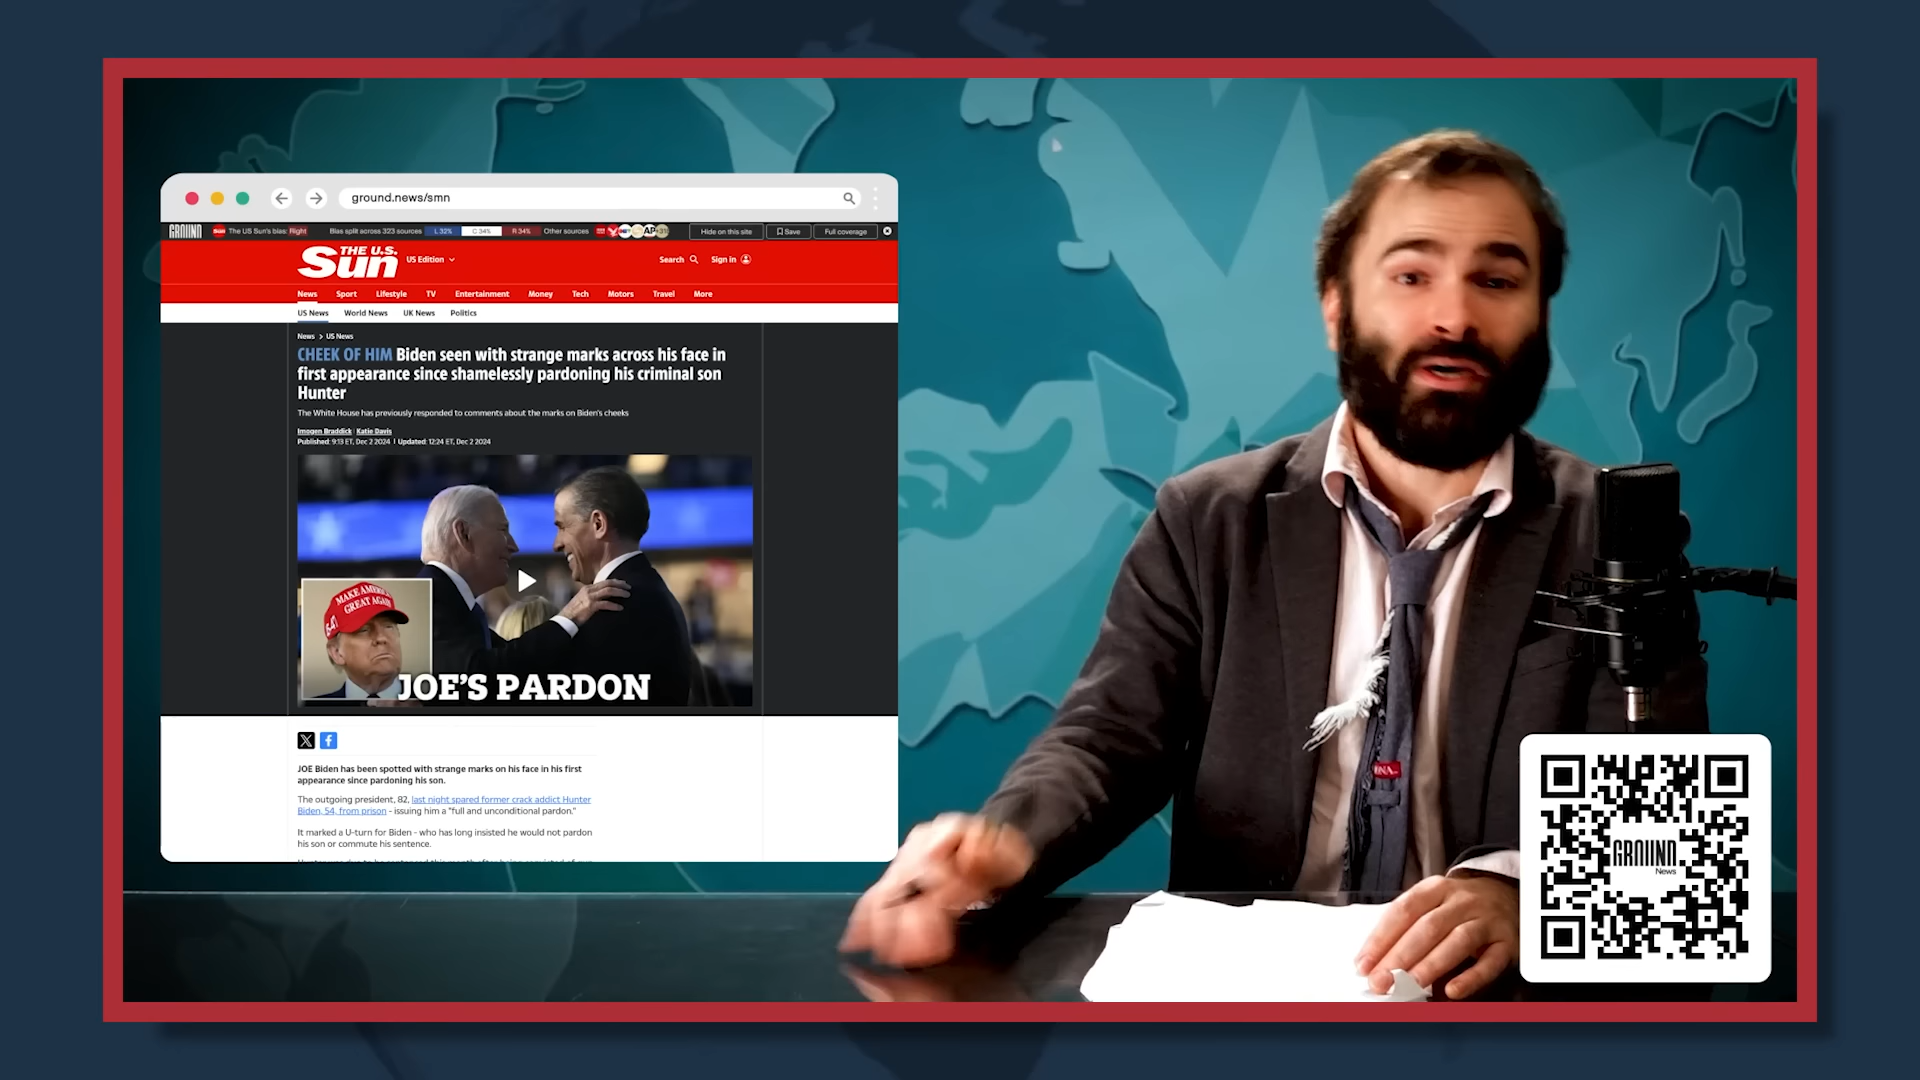 ground.news/smn
GROUND
Sun
The US Sun's bias: Right
Bias split across 323 sources
L 32%
C 34%
R 34%
Other sources
AP
Hide on this site
Save
Full coverage
THE U.S.
Sun
US Edition
Search
Sign in
News
Sport
Lifestyle
TV
Entertainment
Money
Tech
Motors
Travel
More
US News
World News
UK News
Politics
News > US News
CHEEK OF HIM Biden seen with strange marks across his face in
first appearance since shamelessly pardoning his criminal son
Hunter
The White House has previously responded to comments about the marks on Biden's cheeks
Imogen Braddick | Katie Davis
Published: 9:13 ET, Dec 2 2024 | Updated: 12:24 ET, Dec 2 2024
MAKE AMERICA
GREAT AGAIN
JOE'S PARDON
JOE Biden has been spotted with strange marks on his face in his first
appearance since pardoning his son.
The outgoing president, 82, last night spared former crack addict Hunter
Biden, 54, from prison - issuing him a "full and unconditional pardon."
It marked a U-turn for Biden - who has long insisted he would not pardon
his son or commute his sentence.
GROUND
News